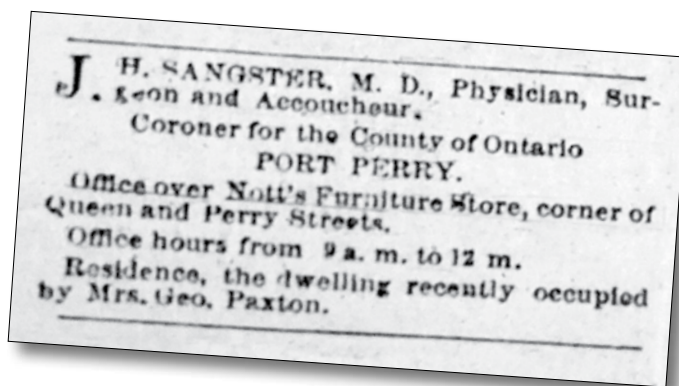 J. H. SANGSTER, M. D., Physician, Sur-
geon and Accoucheur.
Coroner for the County of Ontario
PORT PERRY.
Office over Nott's Furniture Store, corner of
Queen and Perry Streets.
Office hours from 9 a. m. to 12 m.
Residence, the dwelling recently occupied
by Mrs. Geo. Paxton.